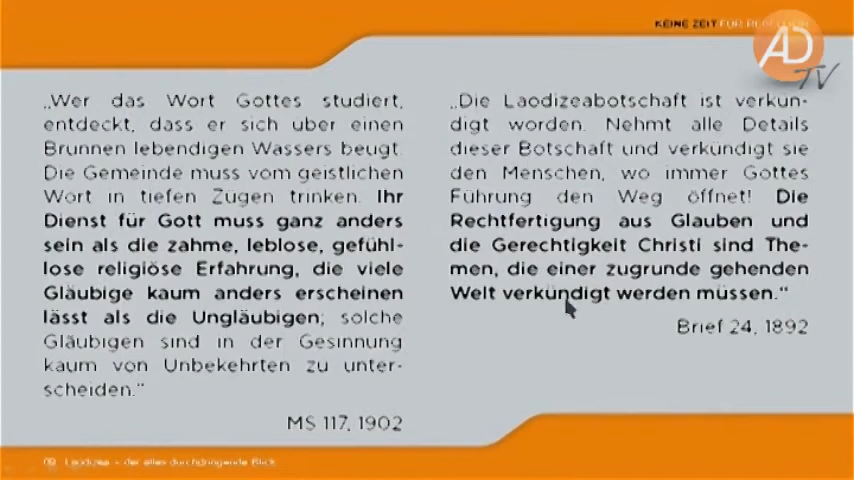 KEINE ZEIT FÜR REBELLION
AD
TV
„Wer das Wort Gottes studiert,
entdeckt, dass er sich über einen
Brunnen lebendigen Wassers beugt.
Die Gemeinde muss vom geistlichen
Wort in tiefen Zügen trinken. Ihr
Dienst für Gott muss ganz anders
sein als die zahme, leblose, gefühl-
lose religiöse Erfahrung, die viele
Gläubige kaum anders erscheinen
lässt als die Ungläubigen; solche
Gläubigen sind in der Gesinnung
kaum von Unbekehrten zu unter-
scheiden.“
MS 117, 1902
„Die Laodizeabotschaft ist verkün-
digt worden. Nehmt alle Details
dieser Botschaft und verkündigt sie
den Menschen, wo immer Gottes
Führung den Weg öffnet! Die
Rechtfertigung aus Glauben und
die Gerechtigkeit Christi sind The-
men, die einer zugrunde gehenden
Welt verkündigt werden müssen.“
Brief 24, 1892
09 Laodizea – der alles durchdringende Blick